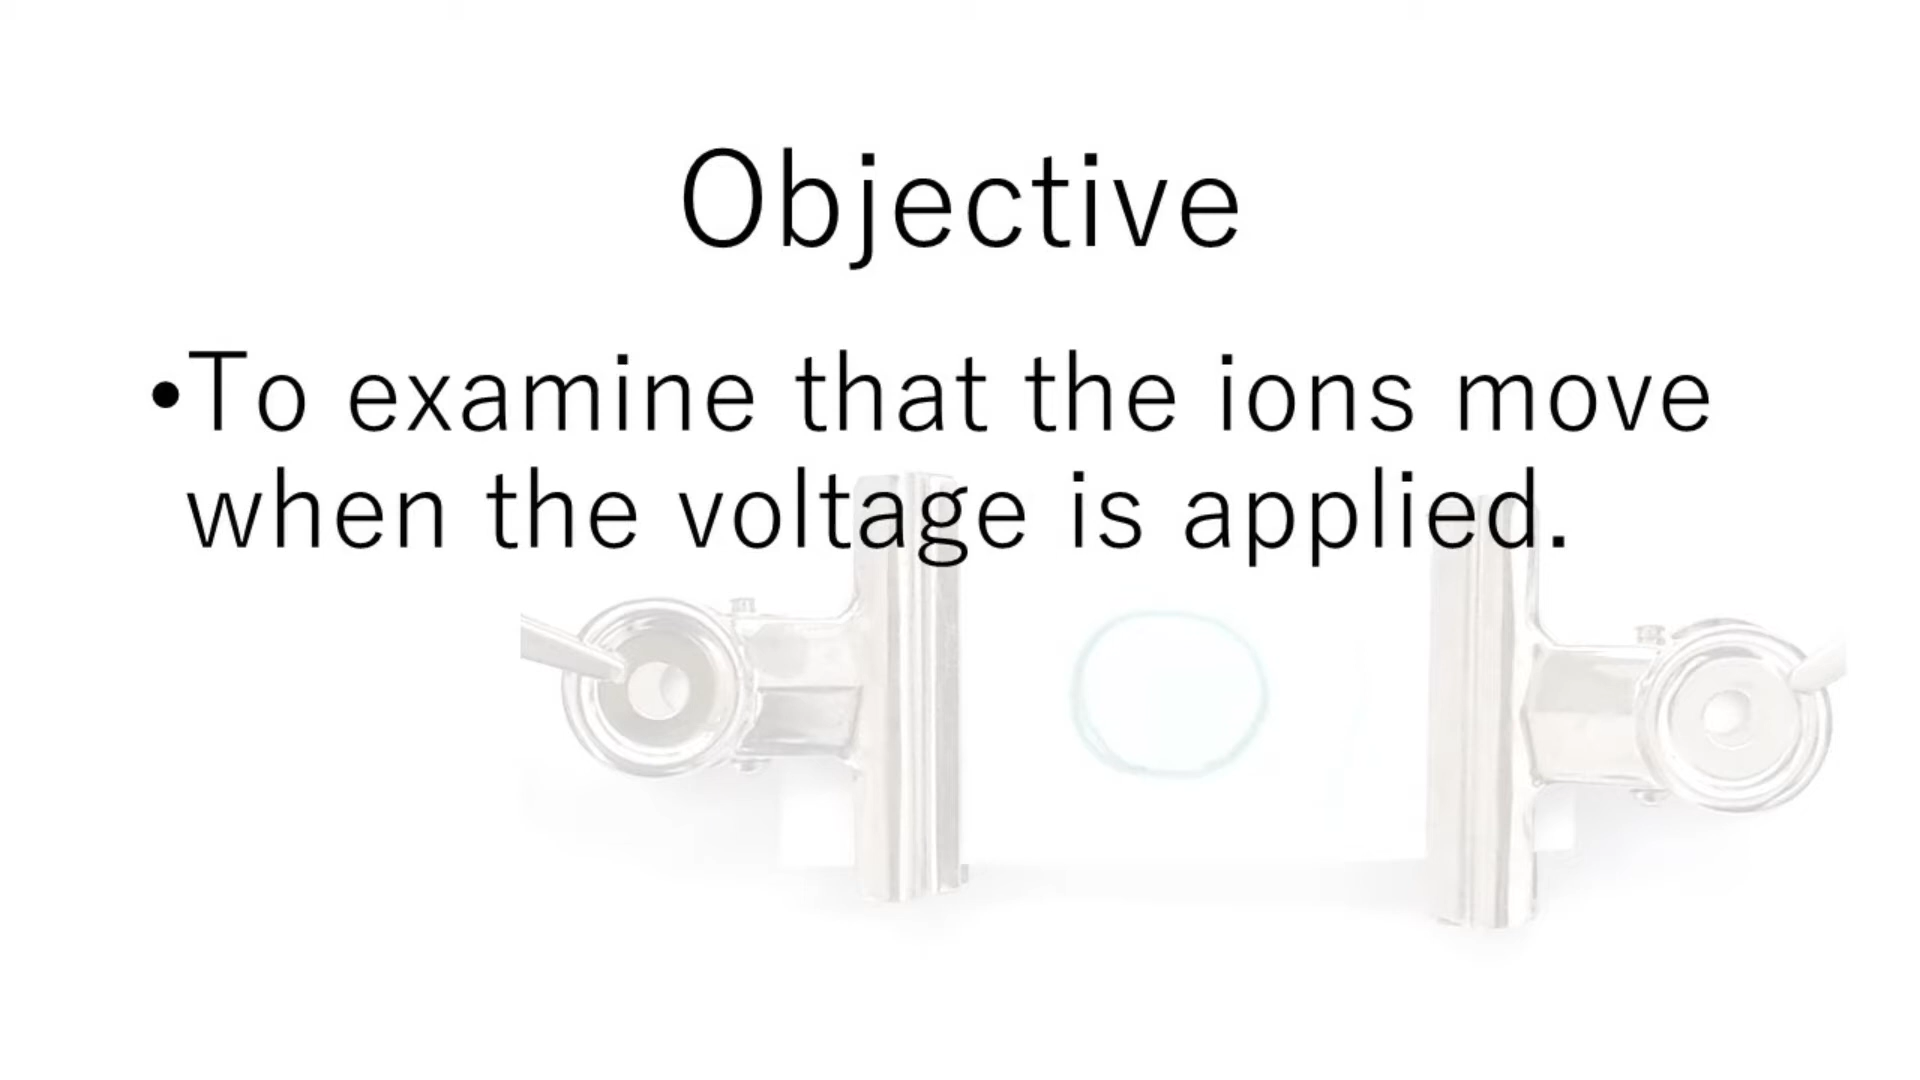 Objective
•To examine that the ions move
when the voltage is applied.